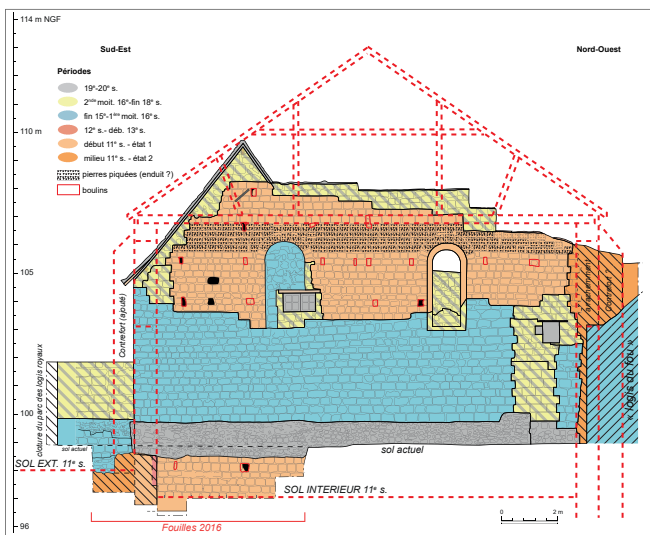 114 m NGF
Sud-Est
Nord-Ouest
Périodes
19e-20e s.
2nde moit. 16e-fin 18e s.
fin 15e-1ère moit. 16e s.
110 m
12e s.- déb. 13e s.
début 11e s. - état 1
milieu 11e s. - état 2
pierres piquées (enduit ?)
boulins
105
Contrefort (ajouté)
Contrefort ?
clôture du parc des logis royaux
« logis du fou »
100
sol actuel
sol actuel
SOL EXT. 11e s.
SOL INTERIEUR 11e s.
Fouilles 2016
0
2 m
96